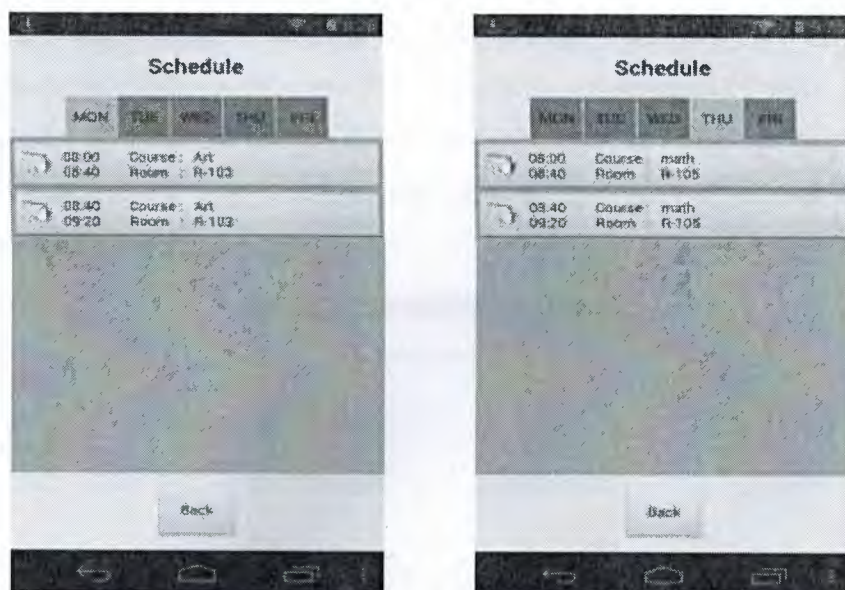 Schedule
MON TUE WED THU FRI
08:00 Course : Art
08:40 Room : R-103
08:40 Course : Art
09:20 Room : R-103
Back
Schedule
MON TUE WED THU FRI
08:00 Course : math
08:40 Room : R-105
08:40 Course : math
09:20 Room : R-105
Back